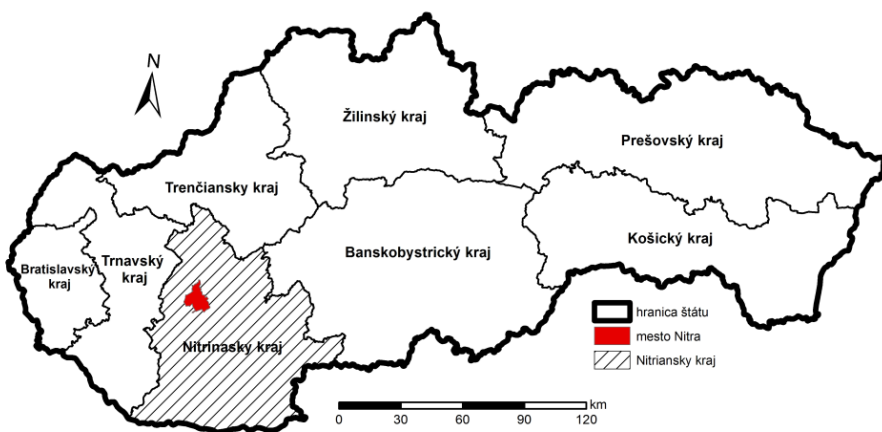 N
Žilinský kraj
Prešovský kraj
Trenčiansky kraj
Košický kraj
Banskobystrický kraj
Trnavský
kraj
Bratislavský
kraj
Nitrinasky kraj
hranica štátu
mesto Nitra
Nitriansky kraj
km
0 30 60 90 120